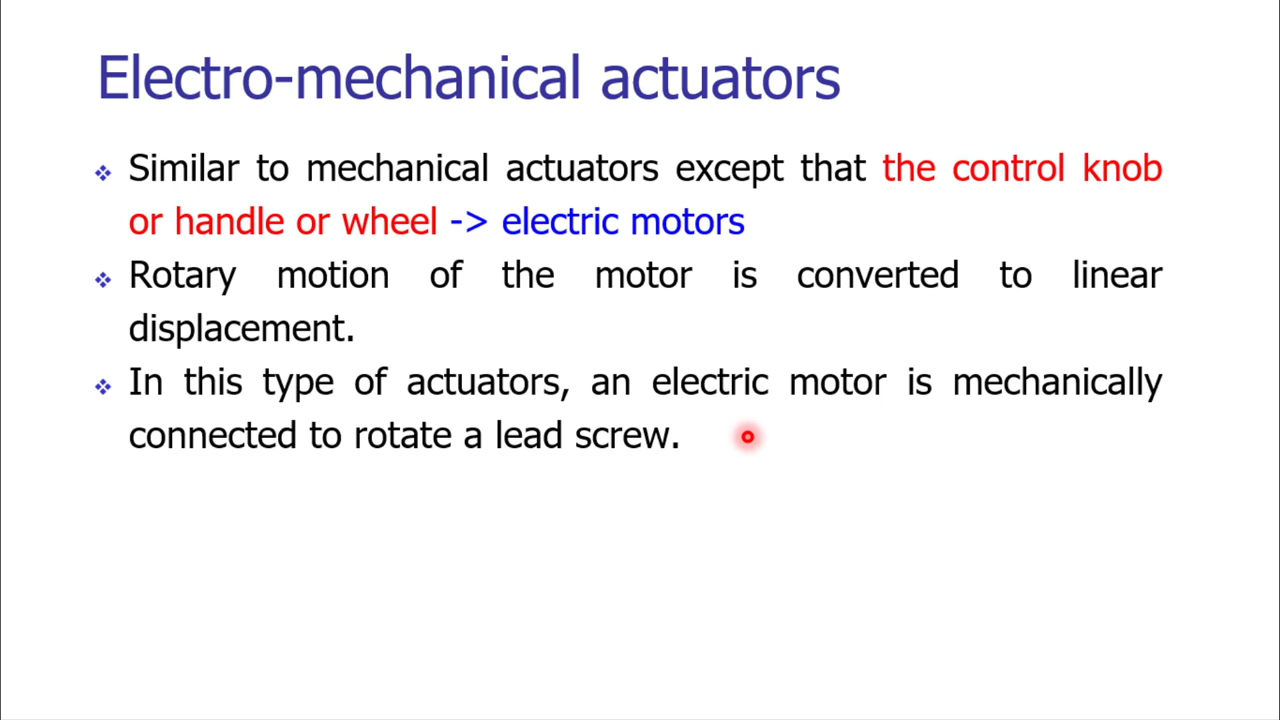 Electro-mechanical actuators
Similar to mechanical actuators except that the control knob
or handle or wheel -> electric motors
Rotary motion of the motor is converted to linear
displacement.
In this type of actuators, an electric motor is mechanically
connected to rotate a lead screw.